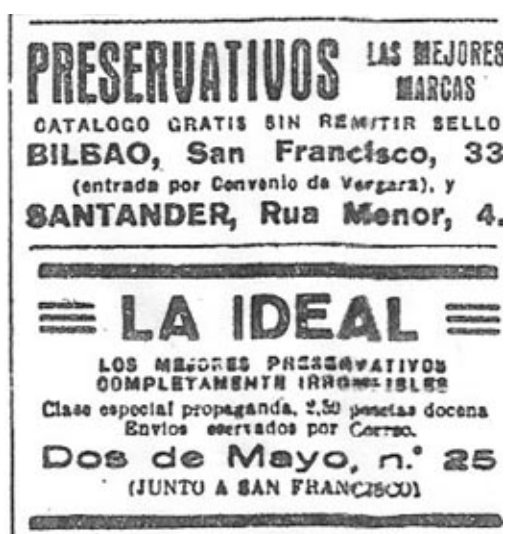 PRESERVATIVOS LAS MEJORES
MARCAS
CATALOGO GRATIS SIN REMITIR SELLO
BILBAO, San Francisco, 33
(entrada por Convenio de Vergara), y
SANTANDER, Rua Menor, 4.
LA IDEAL
LOS MEJORES PRESERVATIVOS
COMPLETAMENTE IRROMPIBLES
Clase especial propaganda, 2,50 pesetas docena
Envios eservados por Correo.
Dos de Mayo, n.° 25
(JUNTO A SAN FRANCISCO)